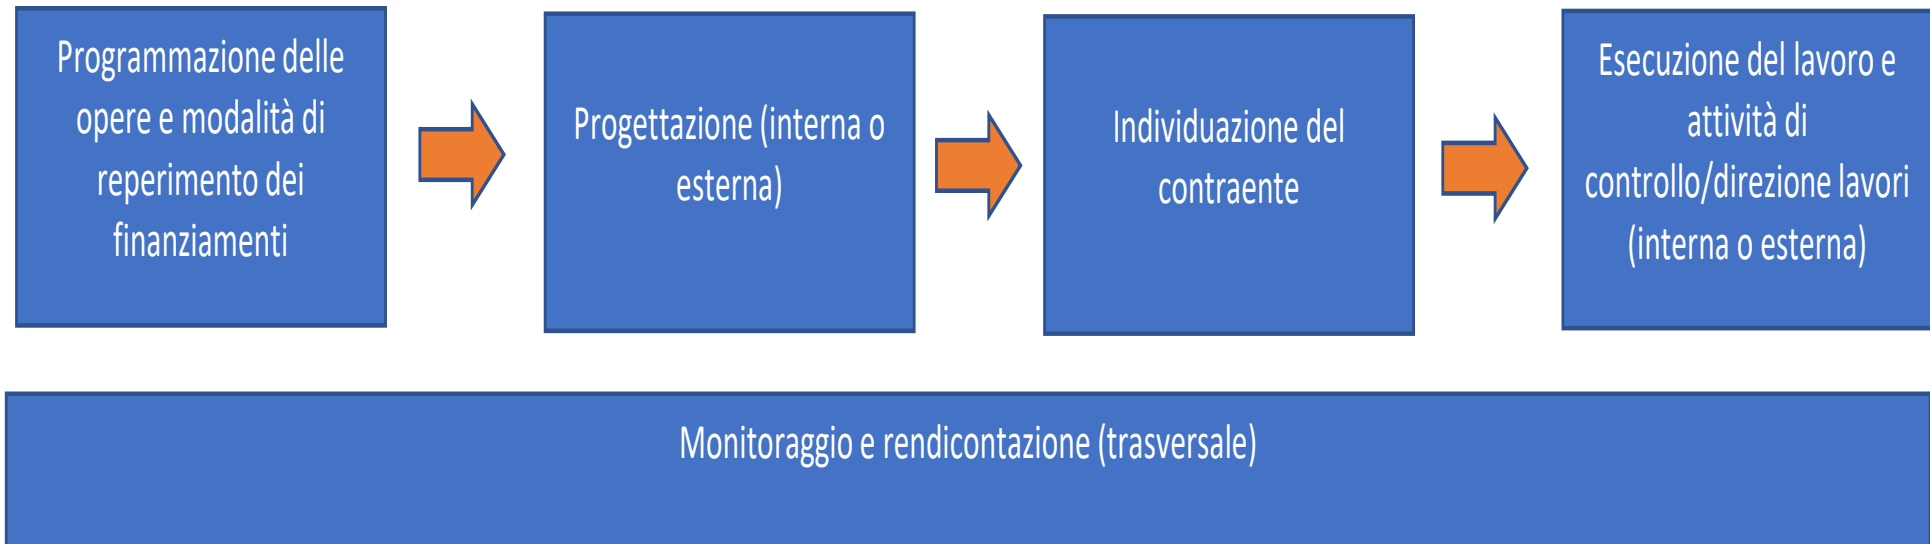 Programmazione delle
opere e modalità di
reperimento dei
finanziamenti
Progettazione (interna o
esterna)
Individuazione del
contraente
Esecuzione del lavoro e
attività di
controllo/direzione lavori
(interna o esterna)
Monitoraggio e rendicontazione (trasversale)